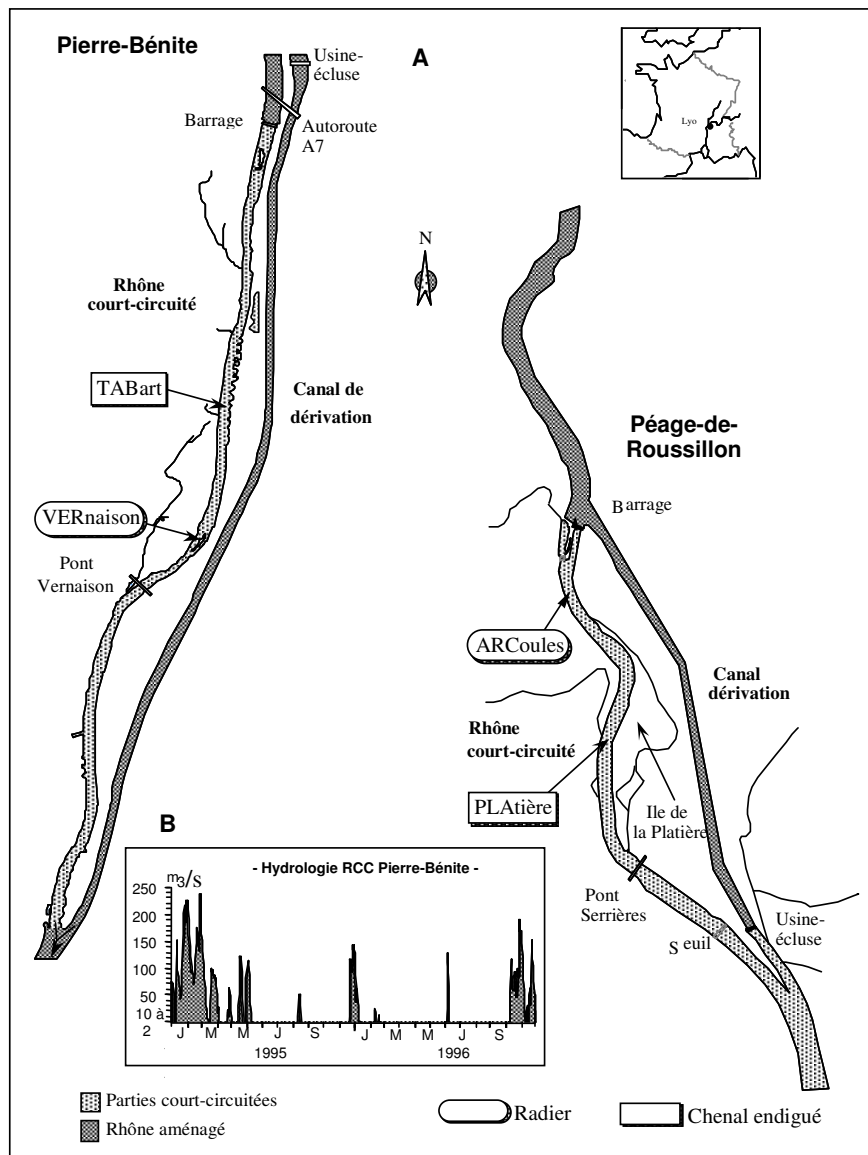 Pierre-Bénite
A
Usine-
écluse
Barrage
Autoroute
A7
Lyo
N
Rhône
court-circuité
TABart
Canal de
dérivation
VERnaison
Pont
Vernaison
Péage-de-
Roussillon
Barrage
ARCoules
Canal
dérivation
Rhône
court-circuité
PLAtière
Ile de
la Platière
Pont
Serrières
Seuil
Usine-
écluse
B
- Hydrologie RCC Pierre-Bénite -
m3/s
250
200
150
100
50
10 à
2
J M M J S J M M J S
1995 1996
Parties court-circuitées
Rhône aménagé
Radier
Chenal endigué